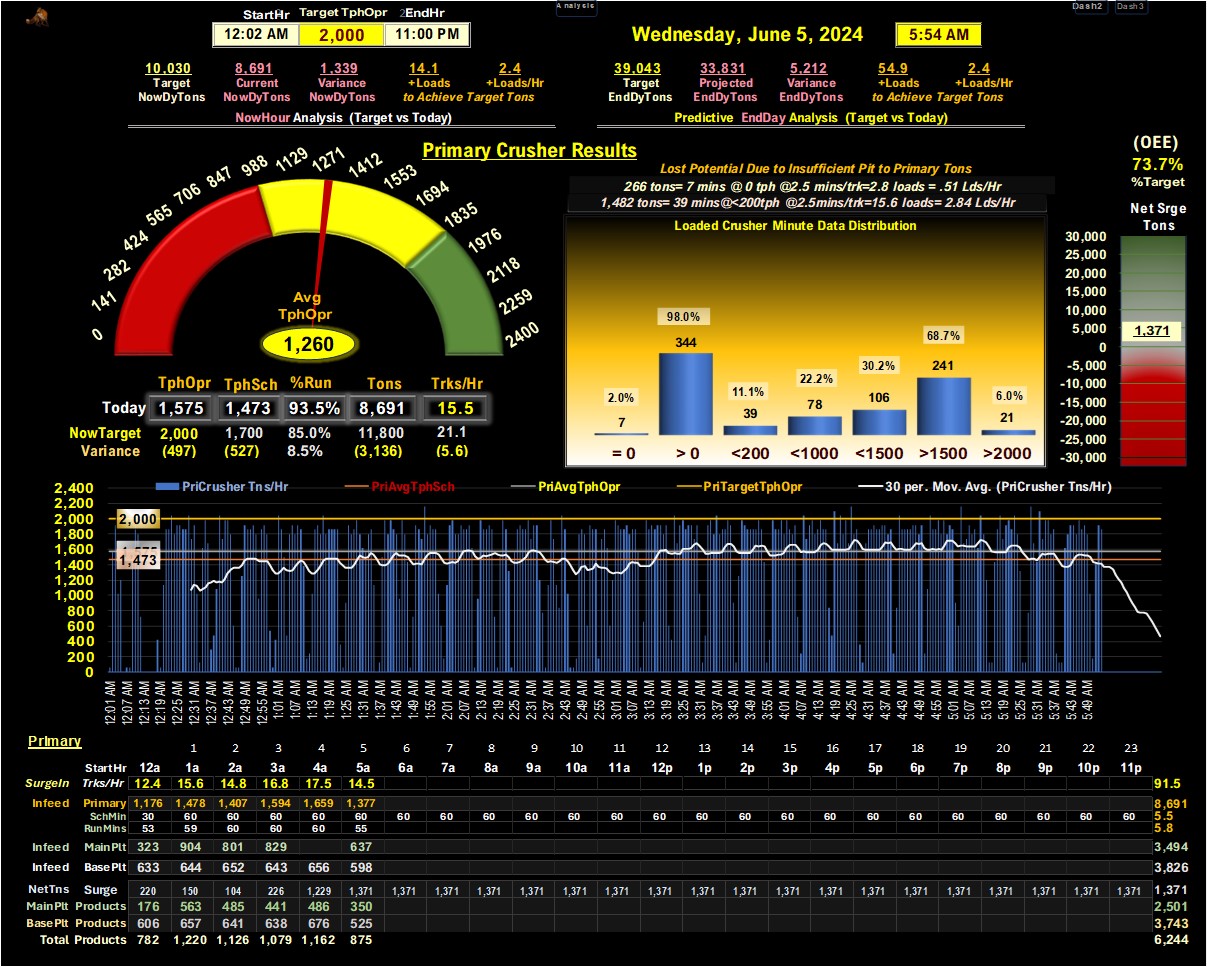 Analysis
Dash2 Dash3
StartHr Target TphOpr 2EndHr
12:02 AM 2,000 11:00 PM
Wednesday, June 5, 2024 5:54 AM
10,030 8,691 1,339 14.1 2.4
Target Current Variance +Loads +Loads/Hr
NowDyTons NowDyTons NowDyTons to Achieve Target Tons
NowHour Analysis (Target vs Today)
39,043 33,831 5,212 54.9 2.4
Target Projected Variance +Loads +Loads/Hr
EndDyTons EndDyTons EndDyTons to Achieve Target Tons
Predictive EndDay Analysis (Target vs Today)
Primary Crusher Results
0 141 282 424 565 706 847 988 1129 1271 1412 1553 1694 1835 1976 2118 2259 2400
Avg
TphOpr
1,260
TphOpr TphSch %Run Tons Trks/Hr
Today 1,575 1,473 93.5% 8,691 15.5
NowTarget 2,000 1,700 85.0% 11,800 21.1
Variance (497) (527) 8.5% (3,136) (5.6)
Lost Potential Due to Insufficient Pit to Primary Tons
266 tons= 7 mins @ 0 tph @2.5 mins/trk=2.8 loads = .51 Lds/Hr
1,482 tons= 39 mins@<200tph @2.5mins/trk=15.6 loads= 2.84 Lds/Hr
Loaded Crusher Minute Data Distribution
2.0% 98.0% 11.1% 22.2% 30.2% 68.7% 6.0%
7 344 39 78 106 241 21
= 0 > 0 <200 <1000 <1500 >1500 >2000
(OEE)
73.7%
%Target
Net Srge
Tons
30,000
25,000
20,000
15,000
10,000
5,000
0
-5,000
-10,000
-15,000
-20,000
-25,000
-30,000
1,371
PriCrusher Tns/Hr PriAvgTphSch PriAvgTphOpr PriTargetTphOpr 30 per. Mov. Avg. (PriCrusher Tns/Hr)
2,400
2,200
2,000
1,800
1,600
1,400
1,200
1,000
800
600
400
200
0
2,000
1,473
12:01 AM 12:07 AM 12:13 AM 12:19 AM 12:25 AM 12:31 AM 12:37 AM 12:43 AM 12:49 AM 12:55 AM 1:01 AM 1:07 AM 1:13 AM 1:19 AM 1:25 AM 1:31 AM 1:37 AM 1:43 AM 1:49 AM 1:55 AM 2:01 AM 2:07 AM 2:13 AM 2:19 AM 2:25 AM 2:31 AM 2:37 AM 2:43 AM 2:49 AM 2:55 AM 3:01 AM 3:07 AM 3:13 AM 3:19 AM 3:25 AM 3:31 AM 3:37 AM 3:43 AM 3:49 AM 3:55 AM 4:01 AM 4:07 AM 4:13 AM 4:19 AM 4:25 AM 4:31 AM 4:37 AM 4:43 AM 4:49 AM 4:55 AM 5:01 AM 5:07 AM 5:13 AM 5:19 AM 5:25 AM 5:31 AM 5:37 AM 5:43 AM 5:49 AM
Primary
1 2 3 4 5 6 7 8 9 10 11 12 13 14 15 16 17 18 19 20 21 22 23
StartHr 12a 1a 2a 3a 4a 5a 6a 7a 8a 9a 10a 11a 12p 1p 2p 3p 4p 5p 6p 7p 8p 9p 10p 11p
SurgeIn Trks/Hr 12.4 15.6 14.8 16.8 17.5 14.5 91.5
Infeed Primary 1,176 1,478 1,407 1,594 1,659 1,377 8,691
SchMin 30 60 60 60 60 60 60 60 60 60 60 60 60 60 60 60 60 60 60 60 60 60 60 60 5.5
RunMins 53 59 60 60 60 55 5.8
Infeed MainPlt 323 904 801 829 637 3,494
Infeed BasePlt 633 644 652 643 656 598 3,826
NetTns Surge 220 150 104 226 1,229 1,371 1,371 1,371 1,371 1,371 1,371 1,371 1,371 1,371 1,371 1,371 1,371 1,371 1,371 1,371 1,371 1,371 1,371 1,371 1,371
MainPlt Products 176 563 485 441 486 350 2,501
BasePlt Products 606 657 641 638 676 525 3,743
Total Products 782 1,220 1,126 1,079 1,162 875 6,244